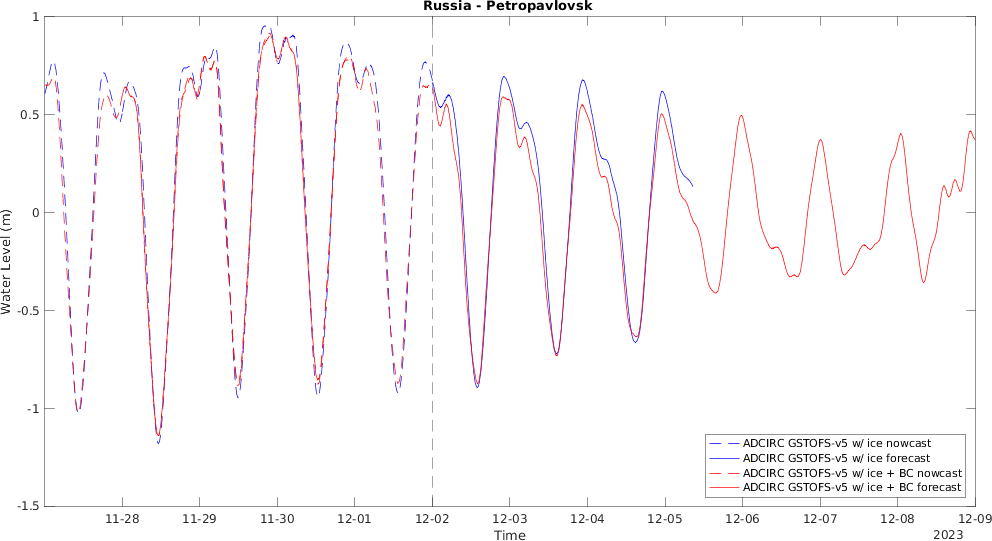 Russia - Petropavlovsk
Water Level (m)
1
0.5
0
-0.5
-1
-1.5
11-28
11-29
11-30
12-01
12-02
12-03
12-04
12-05
12-06
12-07
12-08
12-09
Time
2023
ADCIRC GSTOFS-v5 w/ ice nowcast
ADCIRC GSTOFS-v5 w/ ice forecast
ADCIRC GSTOFS-v5 w/ ice + BC nowcast
ADCIRC GSTOFS-v5 w/ ice + BC forecast